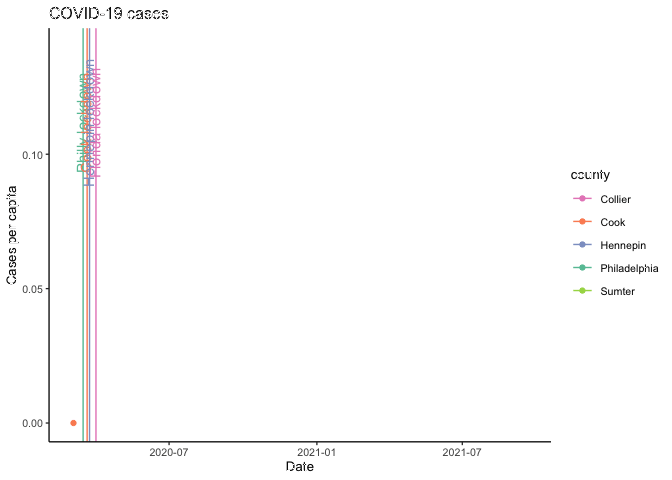 COVID-19 cases
Cases per capita
0.10
0.05
0.00
Philly lockdown
Florida lockdown
2020-07
2021-01
2021-07
Date
county
Collier
Cook
Hennepin
Philadelphia
Sumter